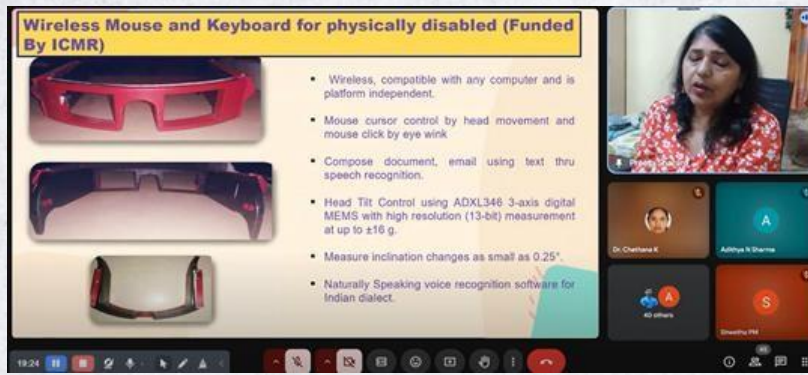 Wireless Mouse and Keyboard for physically disabled (Funded
By ICMR)
▪ Wireless, compatible with any computer and is
platform independent.
▪ Mouse cursor control by head movement and
mouse click by eye wink
▪ Compose document, email using text thru
speech recognition.
▪ Head Tilt Control using ADXL346 3-axis digital
MEMS with high resolution (13-bit) measurement
at up to ±16 g.
▪ Measure inclination changes as small as 0.25°.
▪ Naturally Speaking voice recognition software for
Indian dialect.
Dr. Chethana K
A
Adithya N Sharma
A
40 others
S
Shwetha PM
19:24